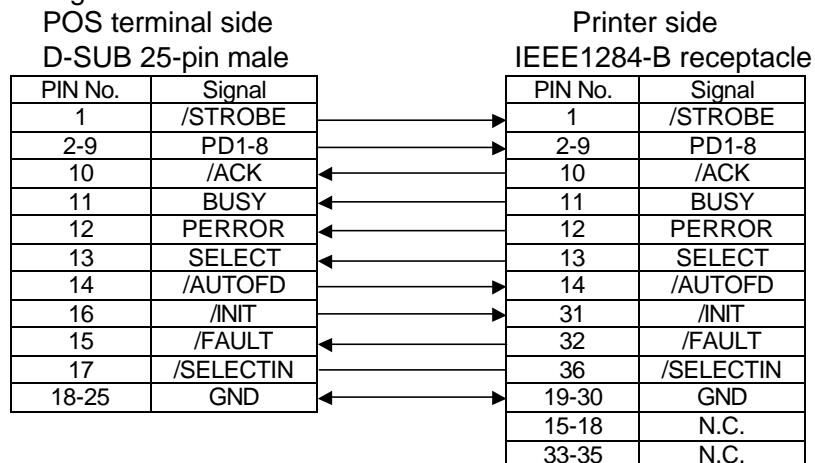 POS terminal side
D-SUB 25-pin male
PIN No. Signal
1 /STROBE
2-9 PD1-8
10 /ACK
11 BUSY
12 PERROR
13 SELECT
14 /AUTOFD
16 /INIT
15 /FAULT
17 /SELECTIN
18-25 GND
Printer side
IEEE1284-B receptacle
PIN No. Signal
1 /STROBE
2-9 PD1-8
10 /ACK
11 BUSY
12 PERROR
13 SELECT
14 /AUTOFD
31 /INIT
32 /FAULT
36 /SELECTIN
19-30 GND
15-18 N.C.
33-35 N.C.